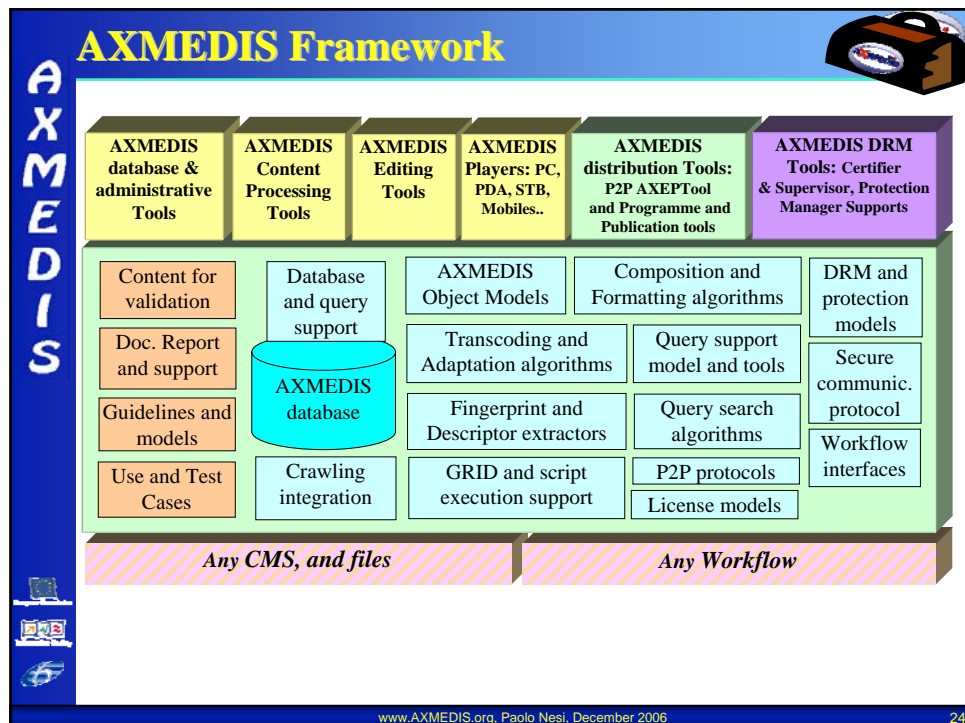 AXMEDIS Framework
AXMEDIS
AXMEDIS
database &
administrative
Tools
AXMEDIS
Content
Processing
Tools
AXMEDIS
Editing
Tools
AXMEDIS
Players: PC,
PDA, STB,
Mobiles..
AXMEDIS
distribution Tools:
P2P AXEPTool
and Programme and
Publication tools
AXMEDIS DRM
Tools: Certifier
& Supervisor, Protection
Manager Supports
Content for
validation
Doc. Report
and support
Guidelines and
models
Use and Test
Cases
Database
and query
support
AXMEDIS
database
Crawling
integration
AXMEDIS
Object Models
Transcoding and
Adaptation algorithms
Fingerprint and
Descriptor extractors
GRID and script
execution support
Composition and
Formatting algorithms
Query support
model and tools
Query search
algorithms
P2P protocols
License models
DRM and
protection
models
Secure
communic.
protocol
Workflow
interfaces
Any CMS, and files
Any Workflow
www.AXMEDIS.org, Paolo Nesi, December 2006
24